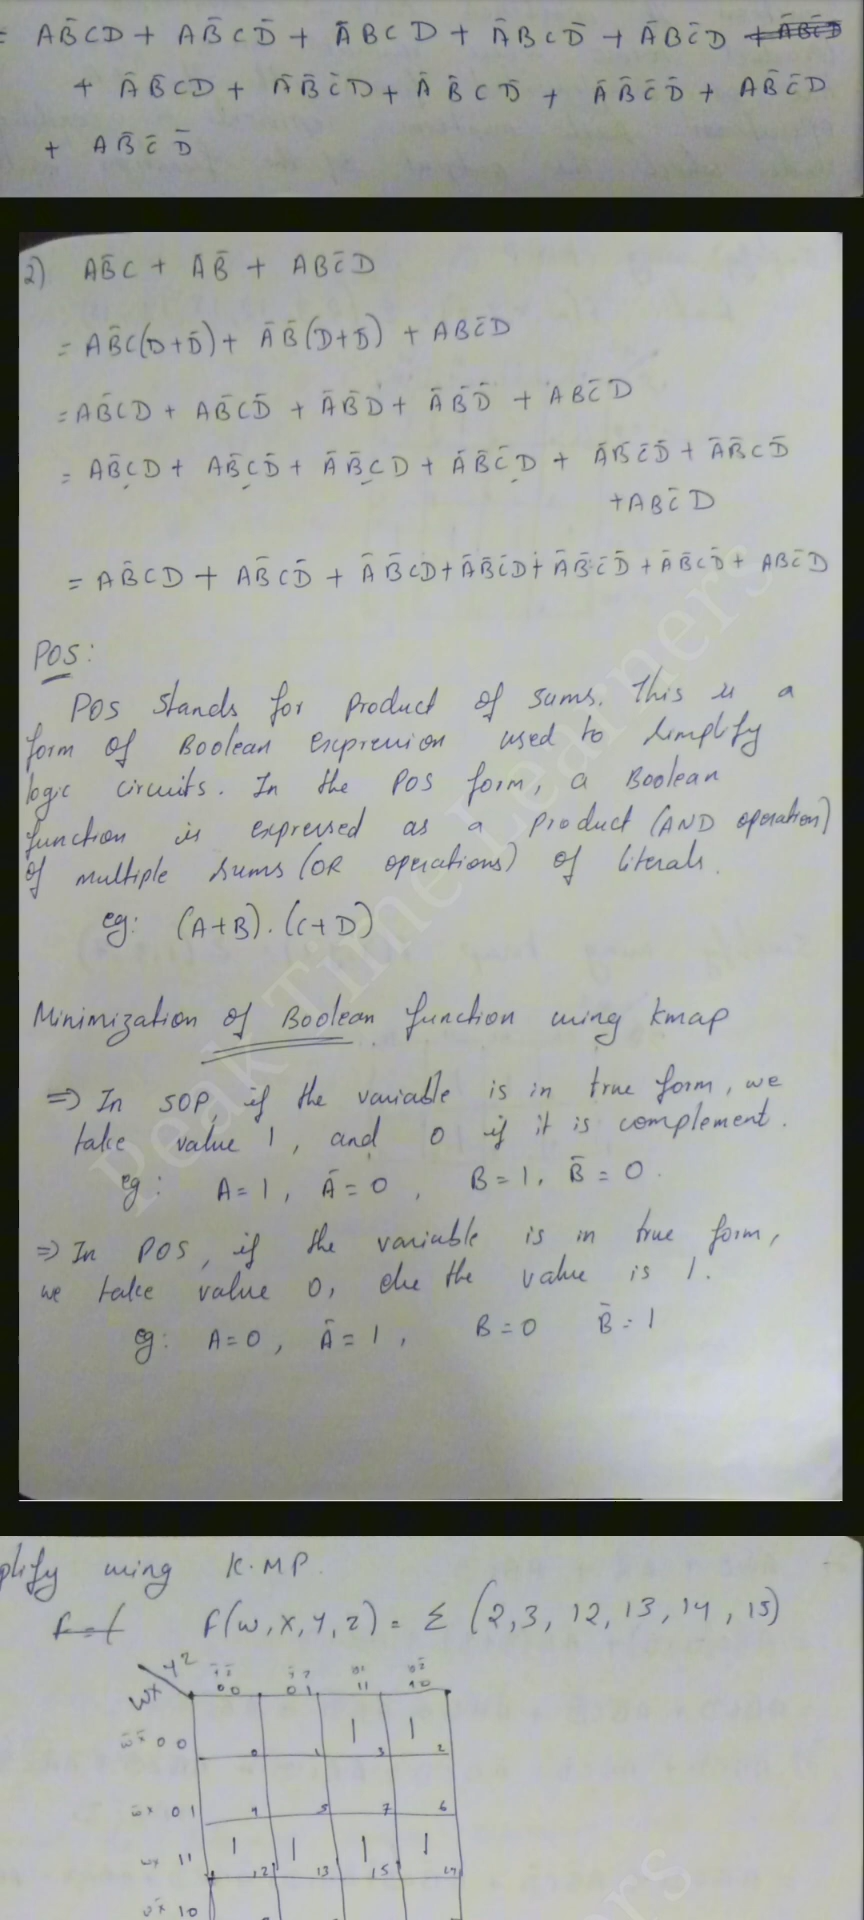 = AB̄CD + AB̄CD̄ + ĀBCD + ĀBCD̄ + ĀBC̄D
+ ĀB̄CD + ĀB̄C̄D + ĀB̄CD̄ + ĀB̄C̄D̄ + AB̄C̄D
+ AB̄C̄D̄
2) AB̄C + ĀB̄ + ABC̄D
= AB̄C(D+D̄) + ĀB̄(D+D̄) + ABC̄D
= AB̄CD + AB̄CD̄ + ĀB̄D + ĀB̄D̄ + ABC̄D
= AB̄CD + AB̄CD̄ + ĀB̄CD + ĀB̄C̄D + ĀB̄C̄D̄ + ĀB̄CD̄
+ABC̄D
= AB̄CD + AB̄CD̄ + ĀB̄CD + ĀB̄C̄D + ĀB̄C̄D̄ + ĀB̄CD̄ + ABC̄D
POS:
POS stands for product of sums. This is a
form of Boolean expression used to simplify
logic circuits. In the POS form, a Boolean
function is expressed as a product (AND operation)
of multiple sums (OR operations) of literals.
eg: (A+B).(C+D)
Minimization of Boolean function using kmap
⇒ In SOP, if the variable is in true form, we
take value 1, and 0 if it is complement.
eg: A=1, Ā=0, B=1, B̄=0.
⇒ In POS, if the variable is in true form,
we take value 0, else the value is 1.
eg: A=0, Ā=1, B=0 B̄=1
Peak Time Learners
plify using K.MP.
F(w,x,y,z) = Σ (2,3,12,13,14,15)
yz
wx 00 01 11 10
w̄x̄ 00 1 1
0 1 3 2
w̄x 01 4 5 7 6
wx 11 1 1 1 1
12 13 15 14
wx̄ 10